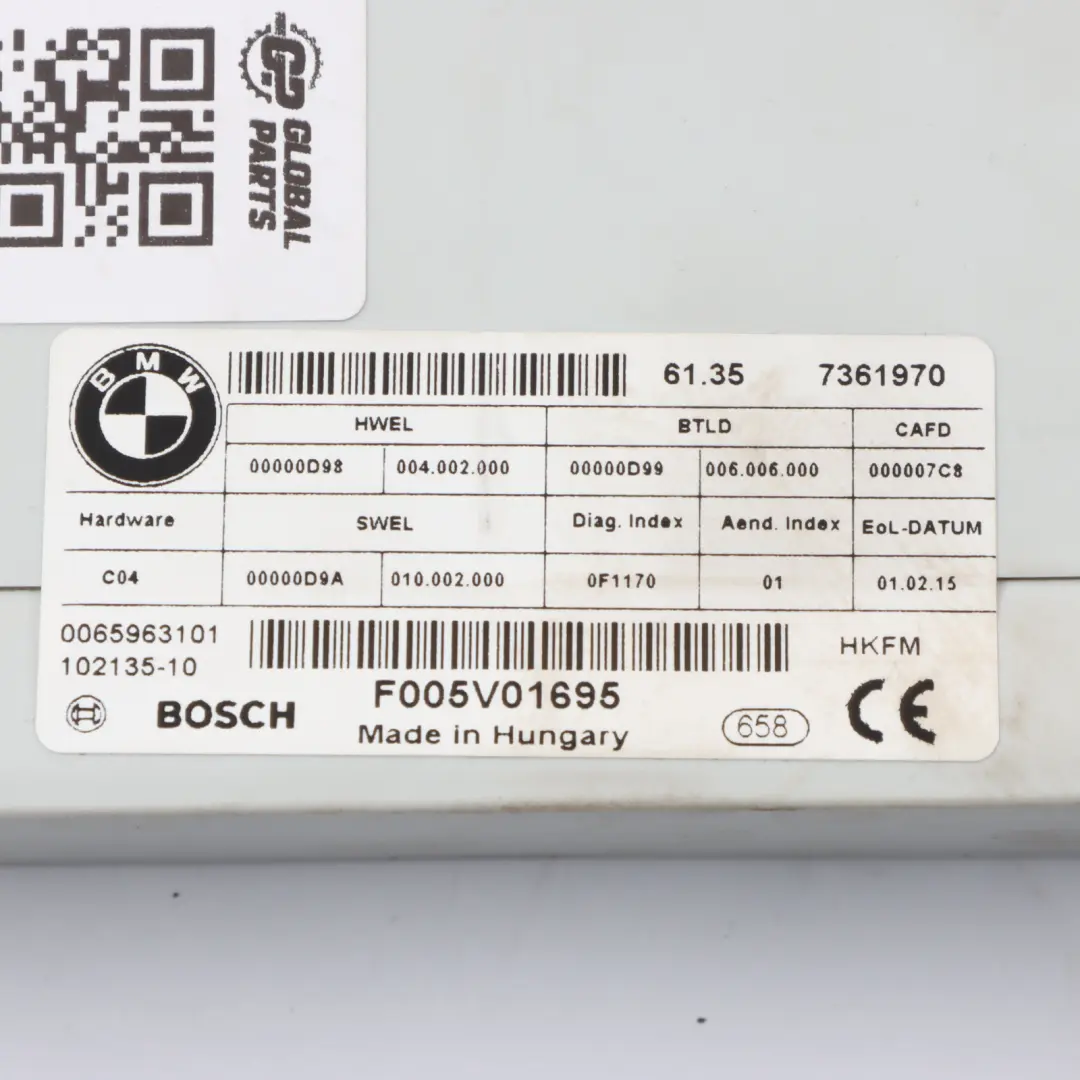 GLOBAL
PARTS
BMW
61.35 7361970
HWEL BTLD CAFD
00000D98 004.002.000 00000D99 006.006.000 000007C8
Hardware SWEL Diag. Index Aend. Index EoL-DATUM
C04 00000D9A 010.002.000 0F1170 01 01.02.15
0065963101
102135-10
HKFM
BOSCH
F005V01695
Made in Hungary
658
CE